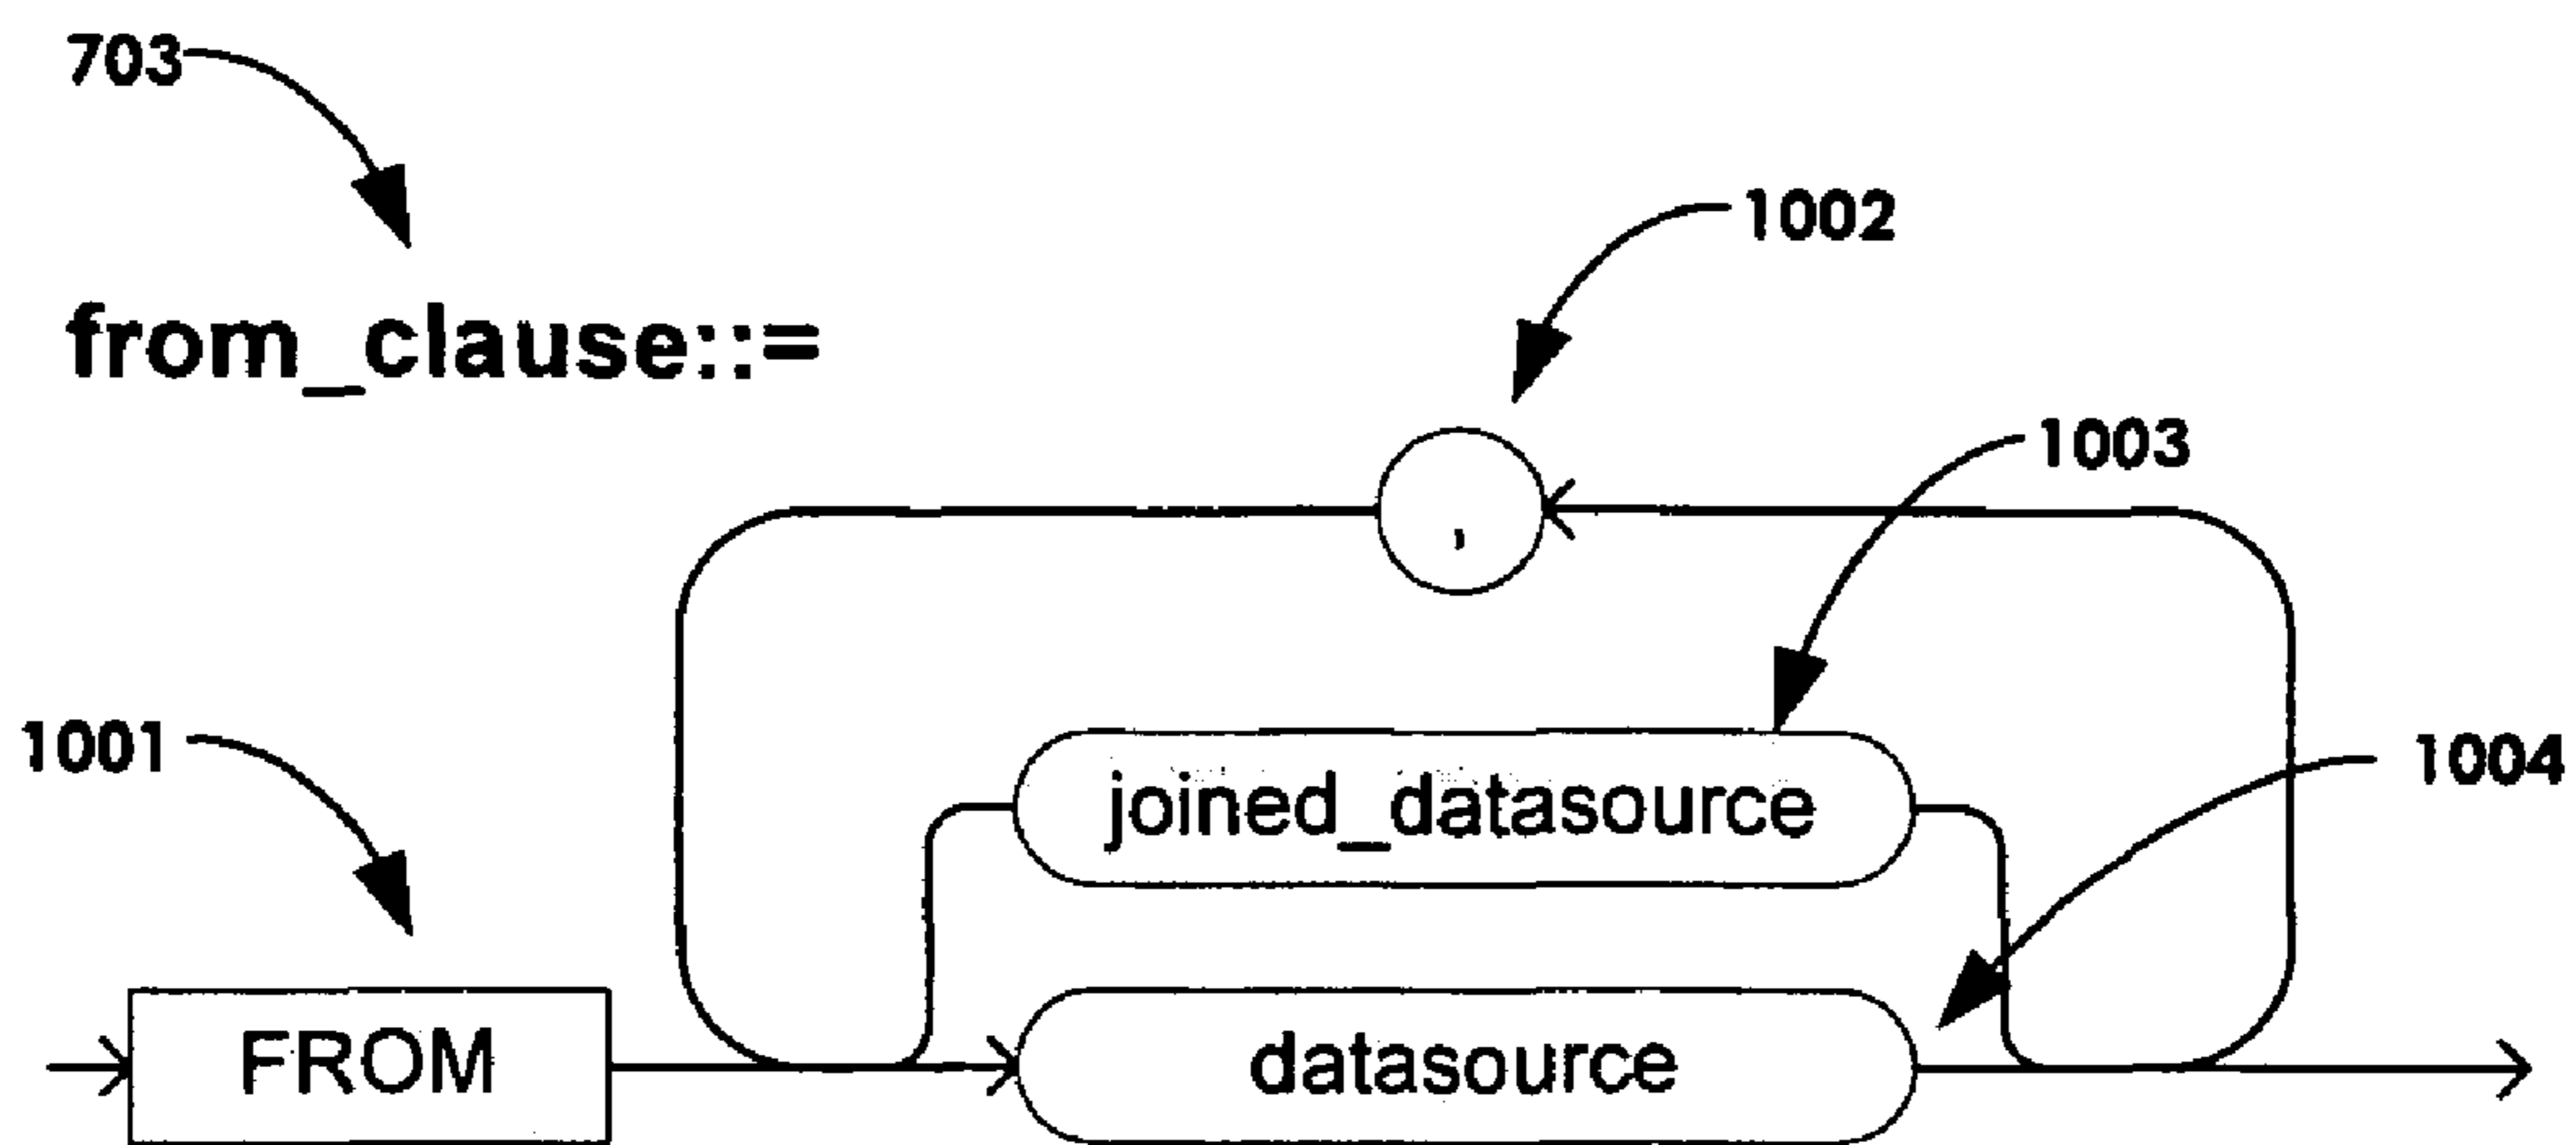 703
1002
from_clause::=
1003
,
1001
joined_datasource
1004
FROM
datasource